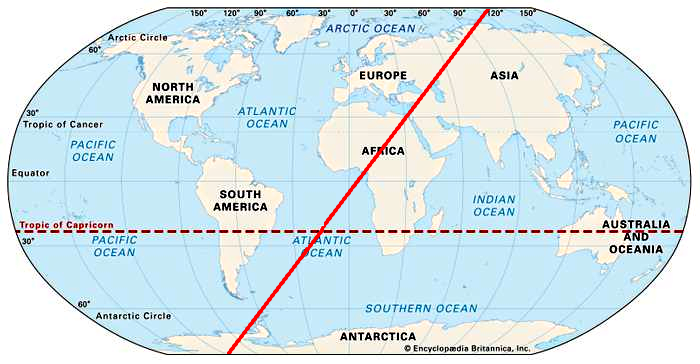 150° 120° 90° 60° 30° 0° 30° 60° 90° 120° 150°
ARCTIC OCEAN
Arctic Circle
60°
EUROPE
ASIA
NORTH
AMERICA
30°
ATLANTIC
OCEAN
Tropic of Cancer
PACIFIC
OCEAN
PACIFIC
OCEAN
AFRICA
Equator
SOUTH
AMERICA
INDIAN
OCEAN
Tropic of Capricorn
AUSTRALIA
AND
OCEANIA
30°
PACIFIC
OCEAN
ATLANTIC
OCEAN
60°
SOUTHERN OCEAN
Antarctic Circle
ANTARCTICA
© Encyclopædia Britannica, Inc.